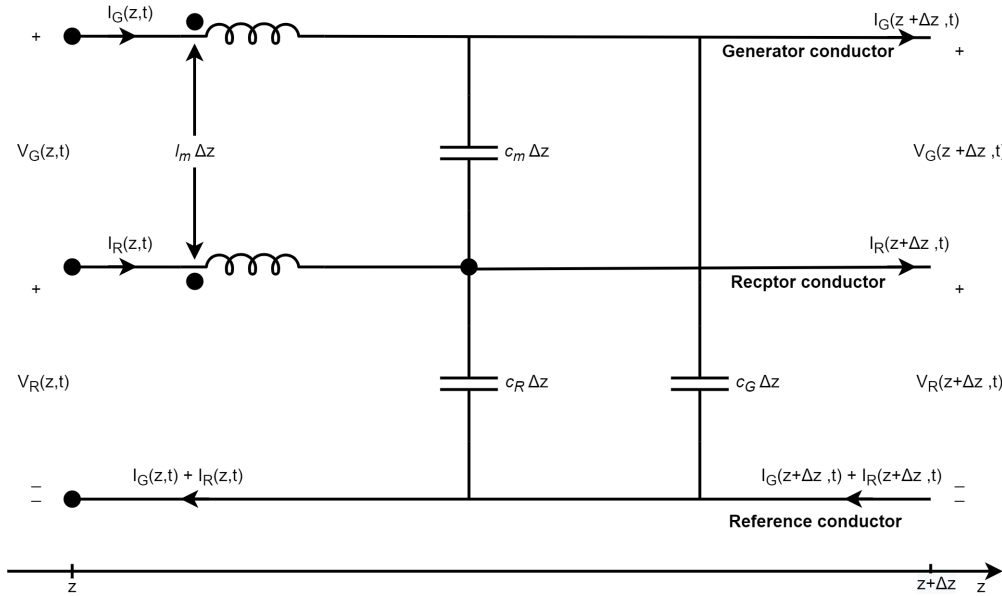 I_G(z,t)
I_G(z +Δz ,t)
+
+
Generator conductor
V_G(z,t)
l_m Δz
c_m Δz
V_G(z +Δz ,t)
I_R(z,t)
I_R(z+Δz ,t)
+
+
Recptor conductor
V_R(z,t)
c_R Δz
c_G Δz
V_R(z+Δz ,t)
I_G(z,t) + I_R(z,t)
I_G(z+Δz ,t) + I_R(z+Δz ,t)
–
–
–
–
Reference conductor
z
z+Δz
z